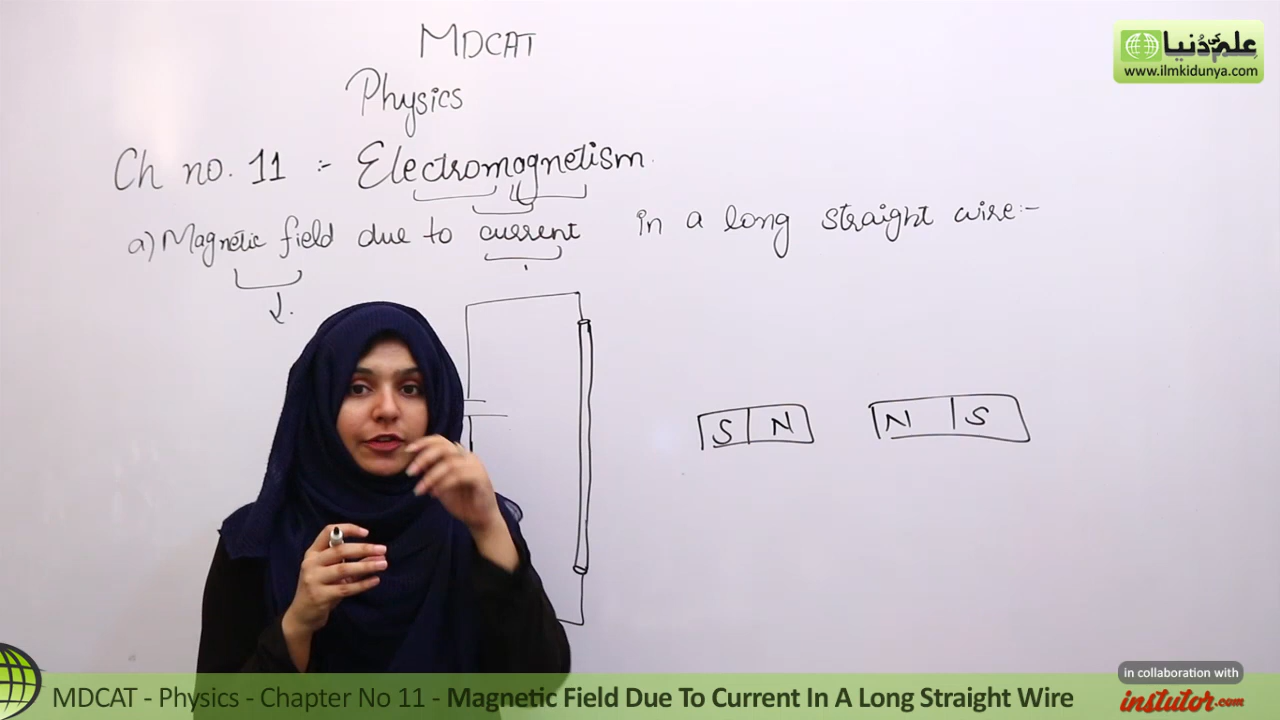 MDCAT
Physics
Ch no. 11 :- Electromagnetism.
a) Magnetic field due to current in a long straight wire:-
S N
N S
علم کی دُنیا
www.ilmkidunya.com
in collaboration with
instutor.com
MDCAT - Physics - Chapter No 11 - Magnetic Field Due To Current In A Long Straight Wire